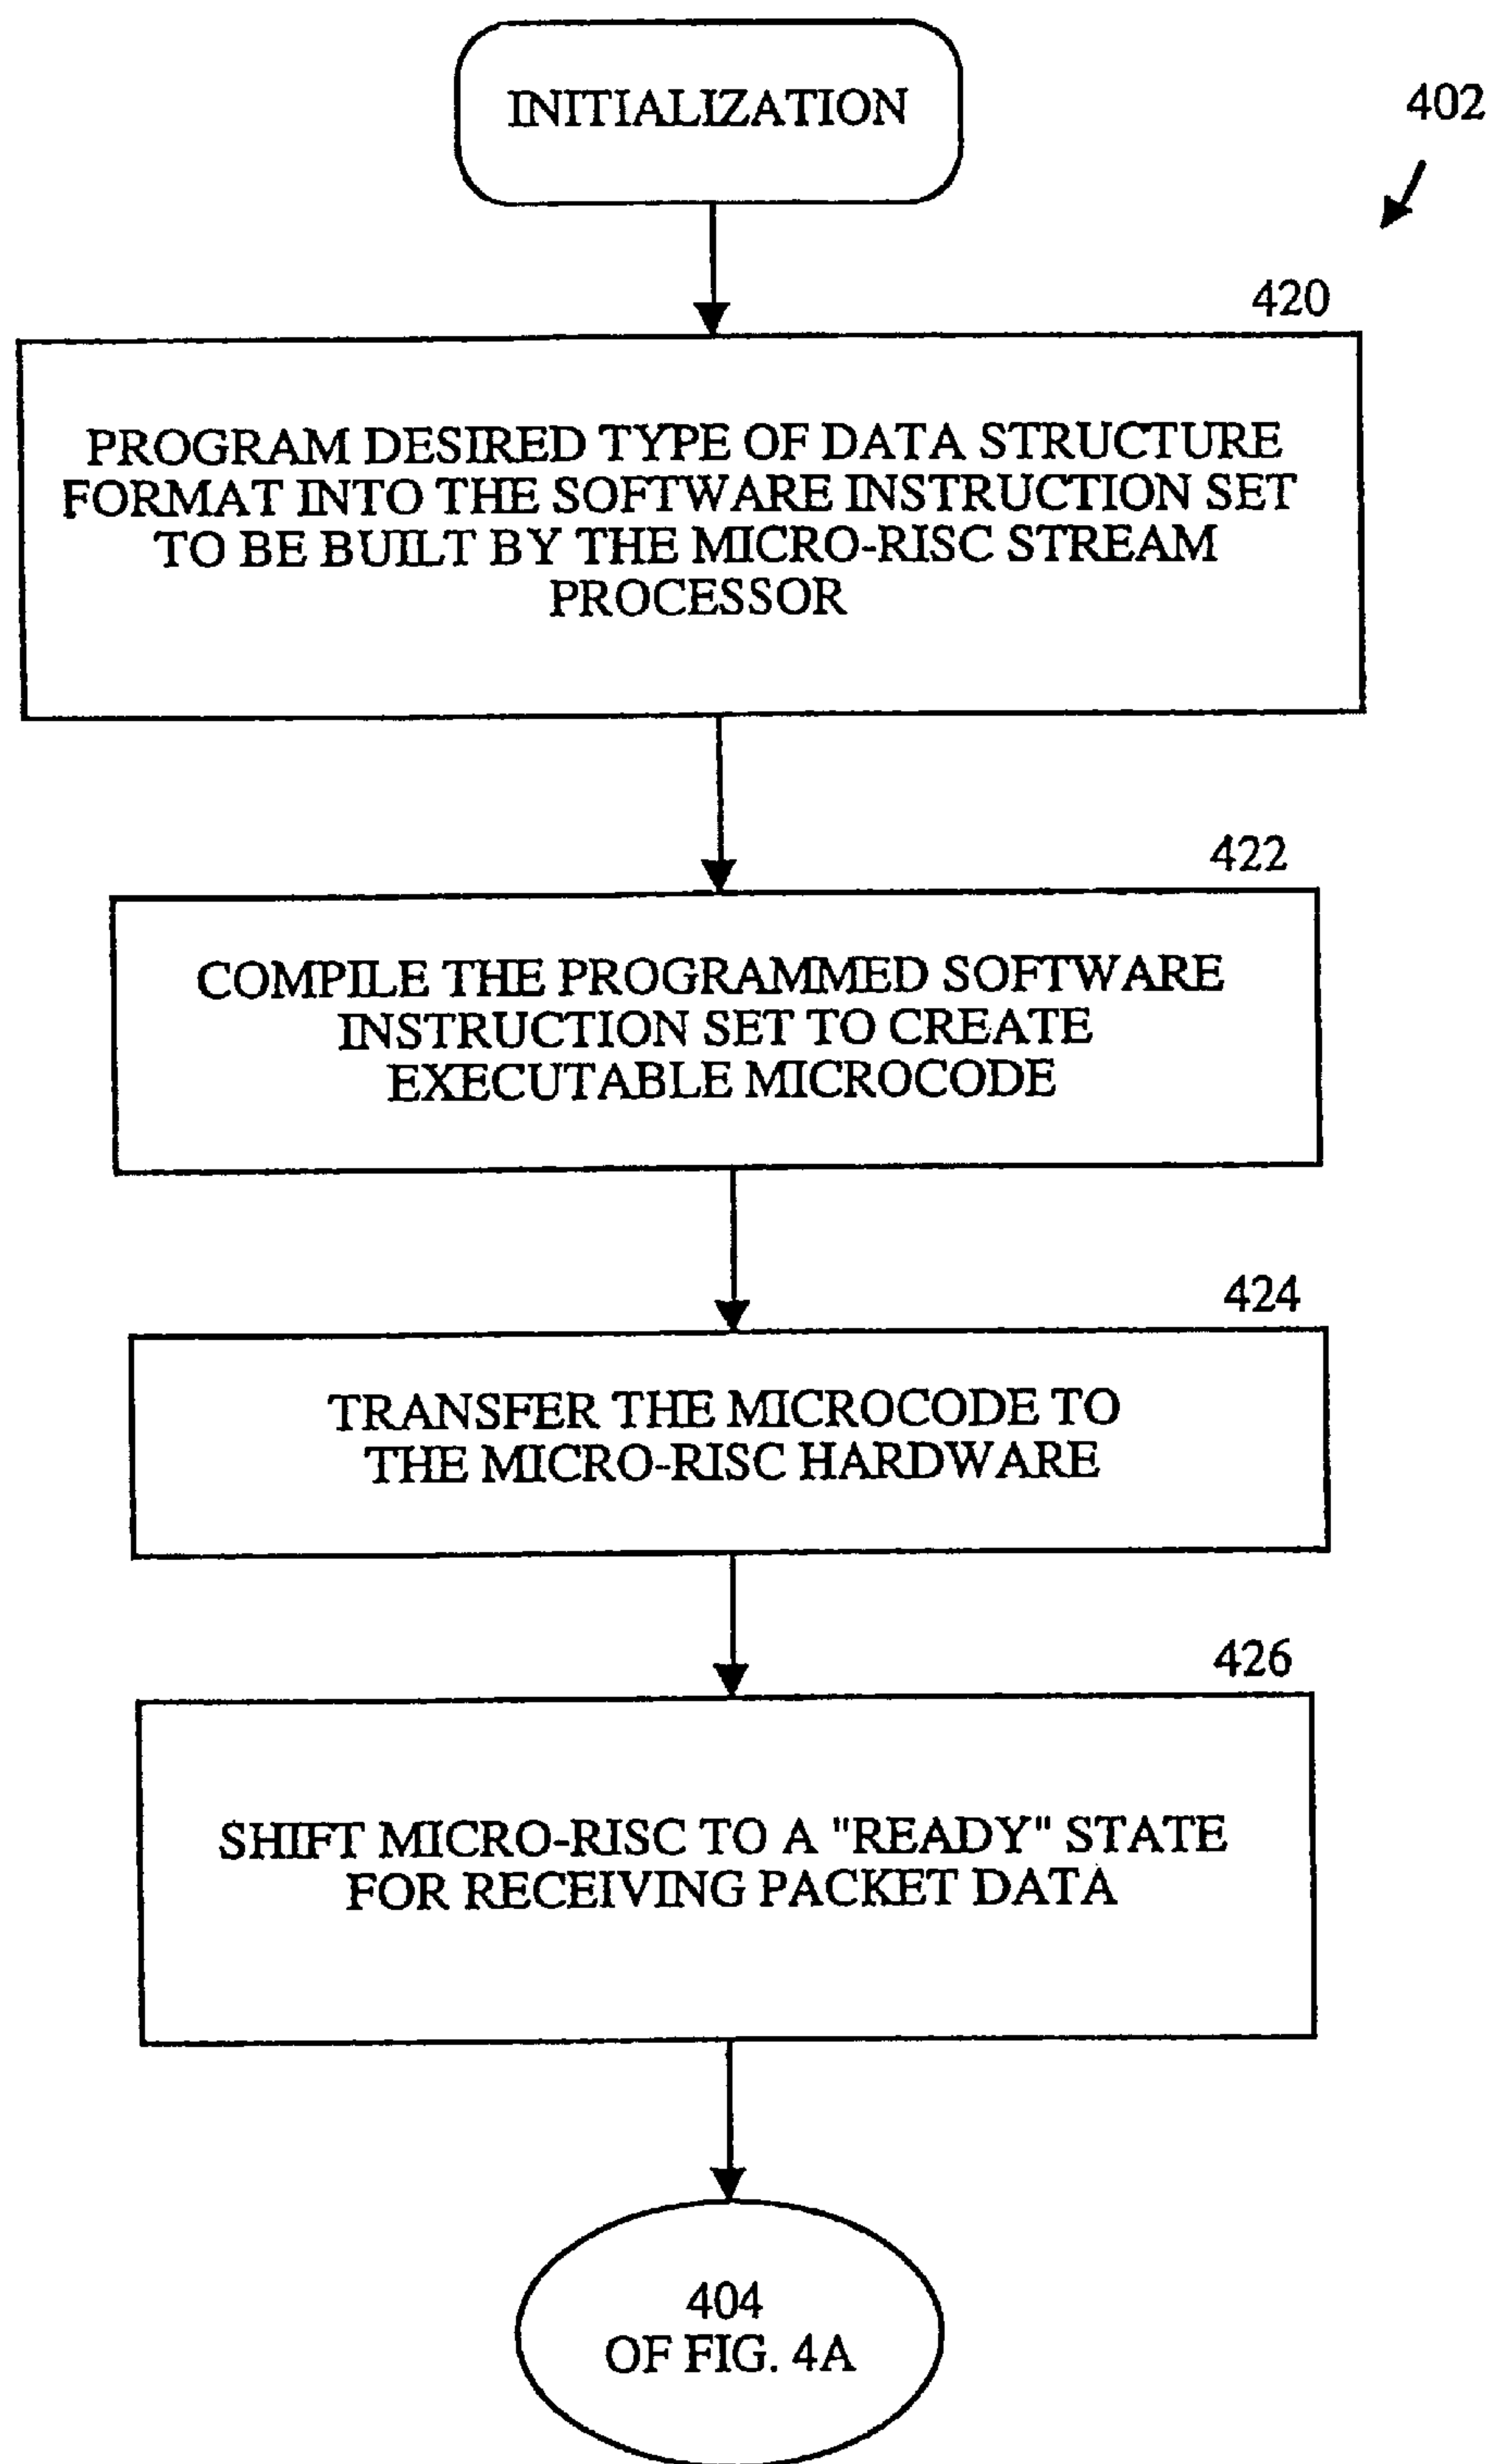 INITIALIZATION
402
420
PROGRAM DESIRED TYPE OF DATA STRUCTURE
FORMAT INTO THE SOFTWARE INSTRUCTION SET
TO BE BUILT BY THE MICRO-RISC STREAM
PROCESSOR
422
COMPILE THE PROGRAMMED SOFTWARE
INSTRUCTION SET TO CREATE
EXECUTABLE MICROCODE
424
TRANSFER THE MICROCODE TO
THE MICRO-RISC HARDWARE
426
SHIFT MICRO-RISC TO A "READY" STATE
FOR RECEIVING PACKET DATA
404
OF FIG. 4A